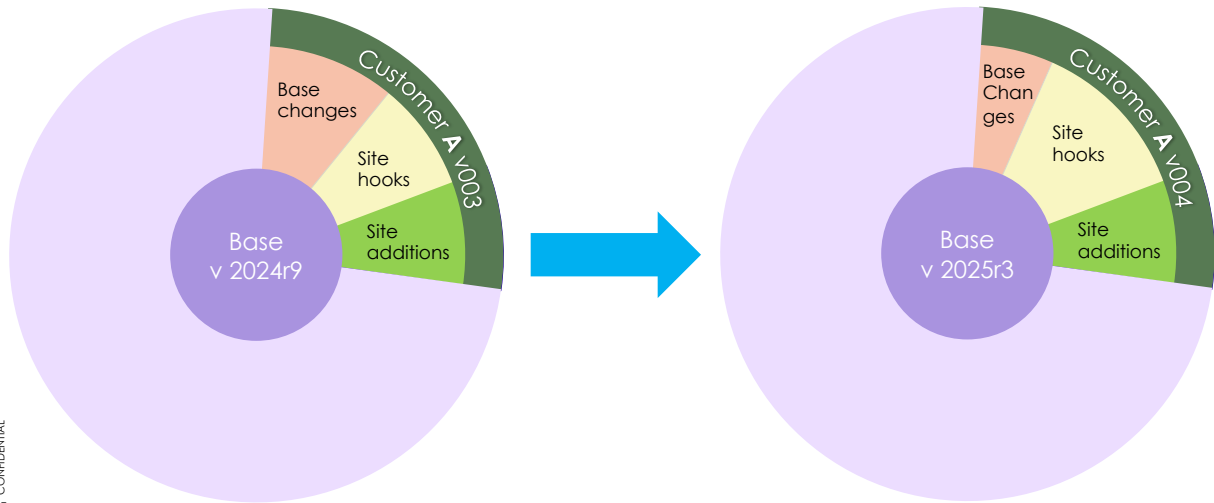 Base
changes
Site
hooks
Site
additions
Customer A v003
Base
v 2024r9
Base
Chan
ges
Site
hooks
Site
additions
Customer A v004
Base
v 2025r3
CONFIDENTIAL